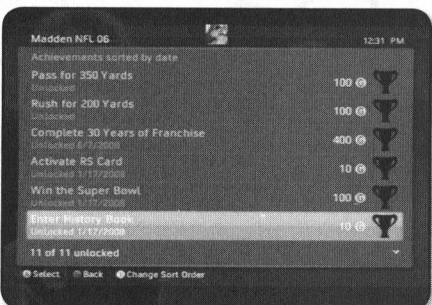 Madden NFL 06
12:31 PM
Achievements sorted by date
Pass for 350 Yards
Unlocked
100 G
Rush for 200 Yards
Unlocked
100 G
Complete 30 Years of Franchise
Unlocked 6/7/2008
400 G
Activate RS Card
Unlocked 1/17/2008
10 G
Win the Super Bowl
Unlocked 1/17/2008
100 G
Enter History Book
Unlocked 1/17/2008
10 G
11 of 11 unlocked
Select Back Change Sort Order